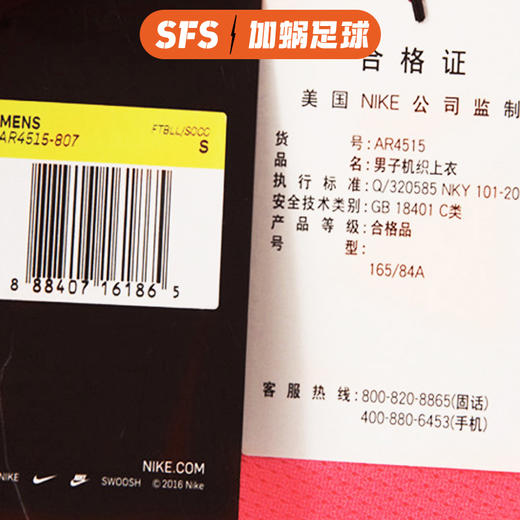 SFS 加蜗足球
MENS
AR4515-807
FTBLL/SOCC
S
8 88407 16186 5
NIKE.COM
NIKE SWOOSH © 2016 Nike
合格证
美国 NIKE 公司监制
货号: AR4515
品名: 男子机织上衣
执行标准: Q/320585 NKY 101-20
安全技术类别: GB 18401 C类
产品等级: 合格品
号型:
165/84A
客服热线: 800-820-8865(固话)
400-880-6453(手机)